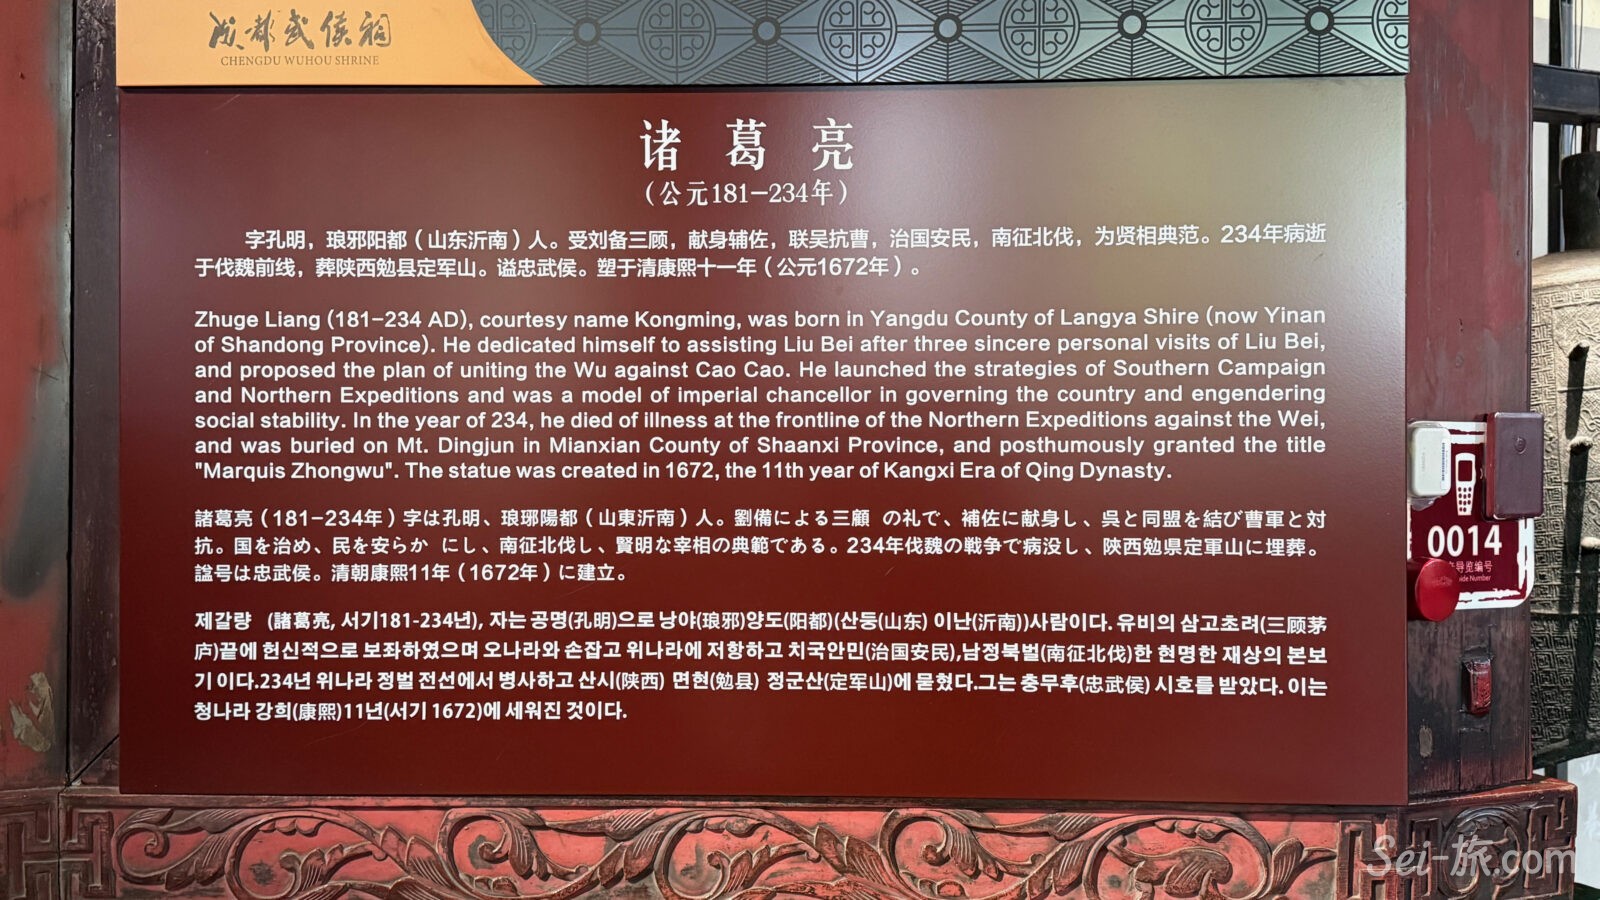 成都武侯祠
CHENGDU WUHOU SHRINE
诸葛亮
（公元181－234年）
字孔明，琅邪阳都（山东沂南）人。受刘备三顾，献身辅佐，联吴抗曹，治国安民，南征北伐，为贤相典范。234年病逝
于伐魏前线，葬陕西勉县定军山。谥忠武侯。塑于清康熙十一年（公元1672年）。
Zhuge Liang (181-234 AD), courtesy name Kongming, was born in Yangdu County of Langya Shire (now Yinan
of Shandong Province). He dedicated himself to assisting Liu Bei after three sincere personal visits of Liu Bei,
and proposed the plan of uniting the Wu against Cao Cao. He launched the strategies of Southern Campaign
and Northern Expeditions and was a model of imperial chancellor in governing the country and engendering
social stability. In the year of 234, he died of illness at the frontline of the Northern Expeditions against the Wei,
and was buried on Mt. Dingjun in Mianxian County of Shaanxi Province, and posthumously granted the title
"Marquis Zhongwu". The statue was created in 1672, the 11th year of Kangxi Era of Qing Dynasty.
諸葛亮（181-234年）字は孔明、琅琊陽都（山東沂南）人。劉備による三顧 の礼で、補佐に献身し、呉と同盟を結び曹軍と対
抗。国を治め、民を安らか にし、南征北伐し、賢明な宰相の典範である。234年伐魏の戦争で病没し、陝西勉県定軍山に埋葬。
諡号は忠武侯。清朝康熙11年（1672年）に建立。
제갈량 (諸葛亮, 서기181-234년), 자는 공명(孔明)으로 낭야(琅邪)양도(阳都)(산둥(山东) 이난(沂南))사람이다. 유비의 삼고초려(三顾茅
庐)끝에 헌신적으로 보좌하였으며 오나라와 손잡고 위나라에 저항하고 치국안민(治国安民),남정북벌(南征北伐)한 현명한 재상의 본보
기 이다.234년 위나라 정벌 전선에서 병사하고 산시(陕西) 면현(勉县) 정군산(定军山)에 묻혔다.그는 충무후(忠武侯) 시호를 받았다. 이는
청나라 강희(康熙)11년(서기 1672)에 세워진 것이다.
0014
导览编号
Number
Sei-旅.com